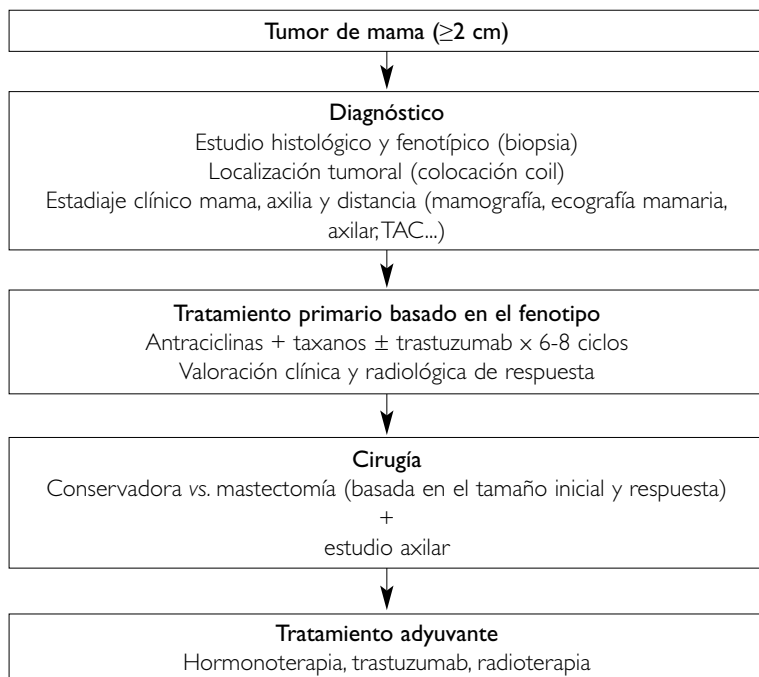 Tumor de mama (≥2 cm)
Diagnóstico
Estudio histológico y fenotípico (biopsia)
Localización tumoral (colocación coil)
Estadiaje clínico mama, axilia y distancia (mamografía, ecografía mamaria,
axilar, TAC...)
Tratamiento primario basado en el fenotipo
Antraciclinas + taxanos ± trastuzumab x 6-8 ciclos
Valoración clínica y radiológica de respuesta
Cirugía
Conservadora vs. mastectomía (basada en el tamaño inicial y respuesta)
+
estudio axilar
Tratamiento adyuvante
Hormonoterapia, trastuzumab, radioterapia